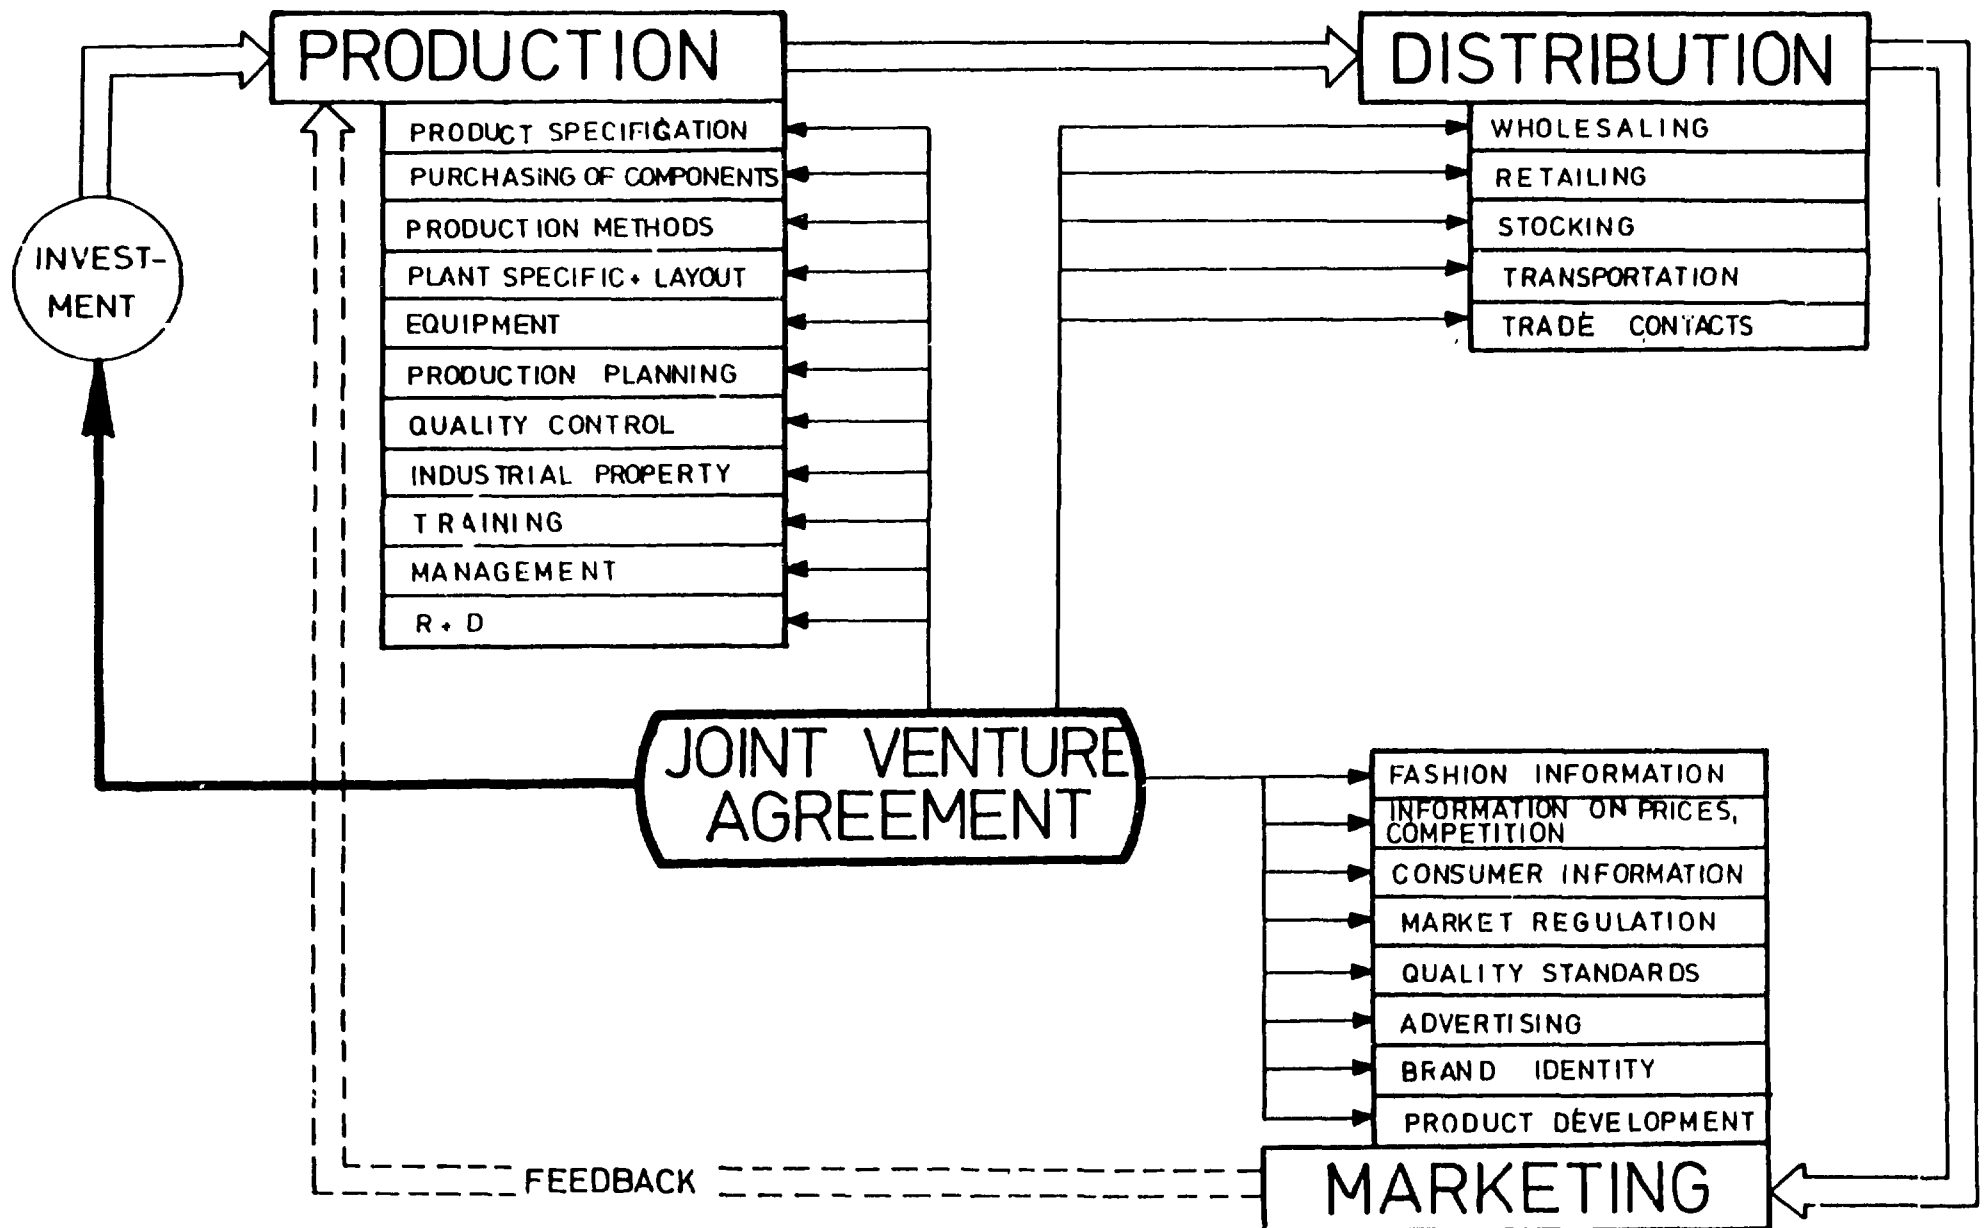 PRODUCTION
PRODUCT SPECIFICATION
PURCHASING OF COMPONENTS
PRODUCTION METHODS
PLANT SPECIFIC+ LAYOUT
EQUIPMENT
PRODUCTION PLANNING
QUALITY CONTROL
INDUSTRIAL PROPERTY
TRAINING
MANAGEMENT
R+D
DISTRIBUTION
WHOLESALING
RETAILING
STOCKING
TRANSPORTATION
TRADE CONTACTS
INVEST-
MENT
JOINT VENTURE
AGREEMENT
FASHION INFORMATION
INFORMATION ON PRICES,
COMPETITION
CONSUMER INFORMATION
MARKET REGULATION
QUALITY STANDARDS
ADVERTISING
BRAND IDENTITY
PRODUCT DEVELOPMENT
MARKETING
FEEDBACK